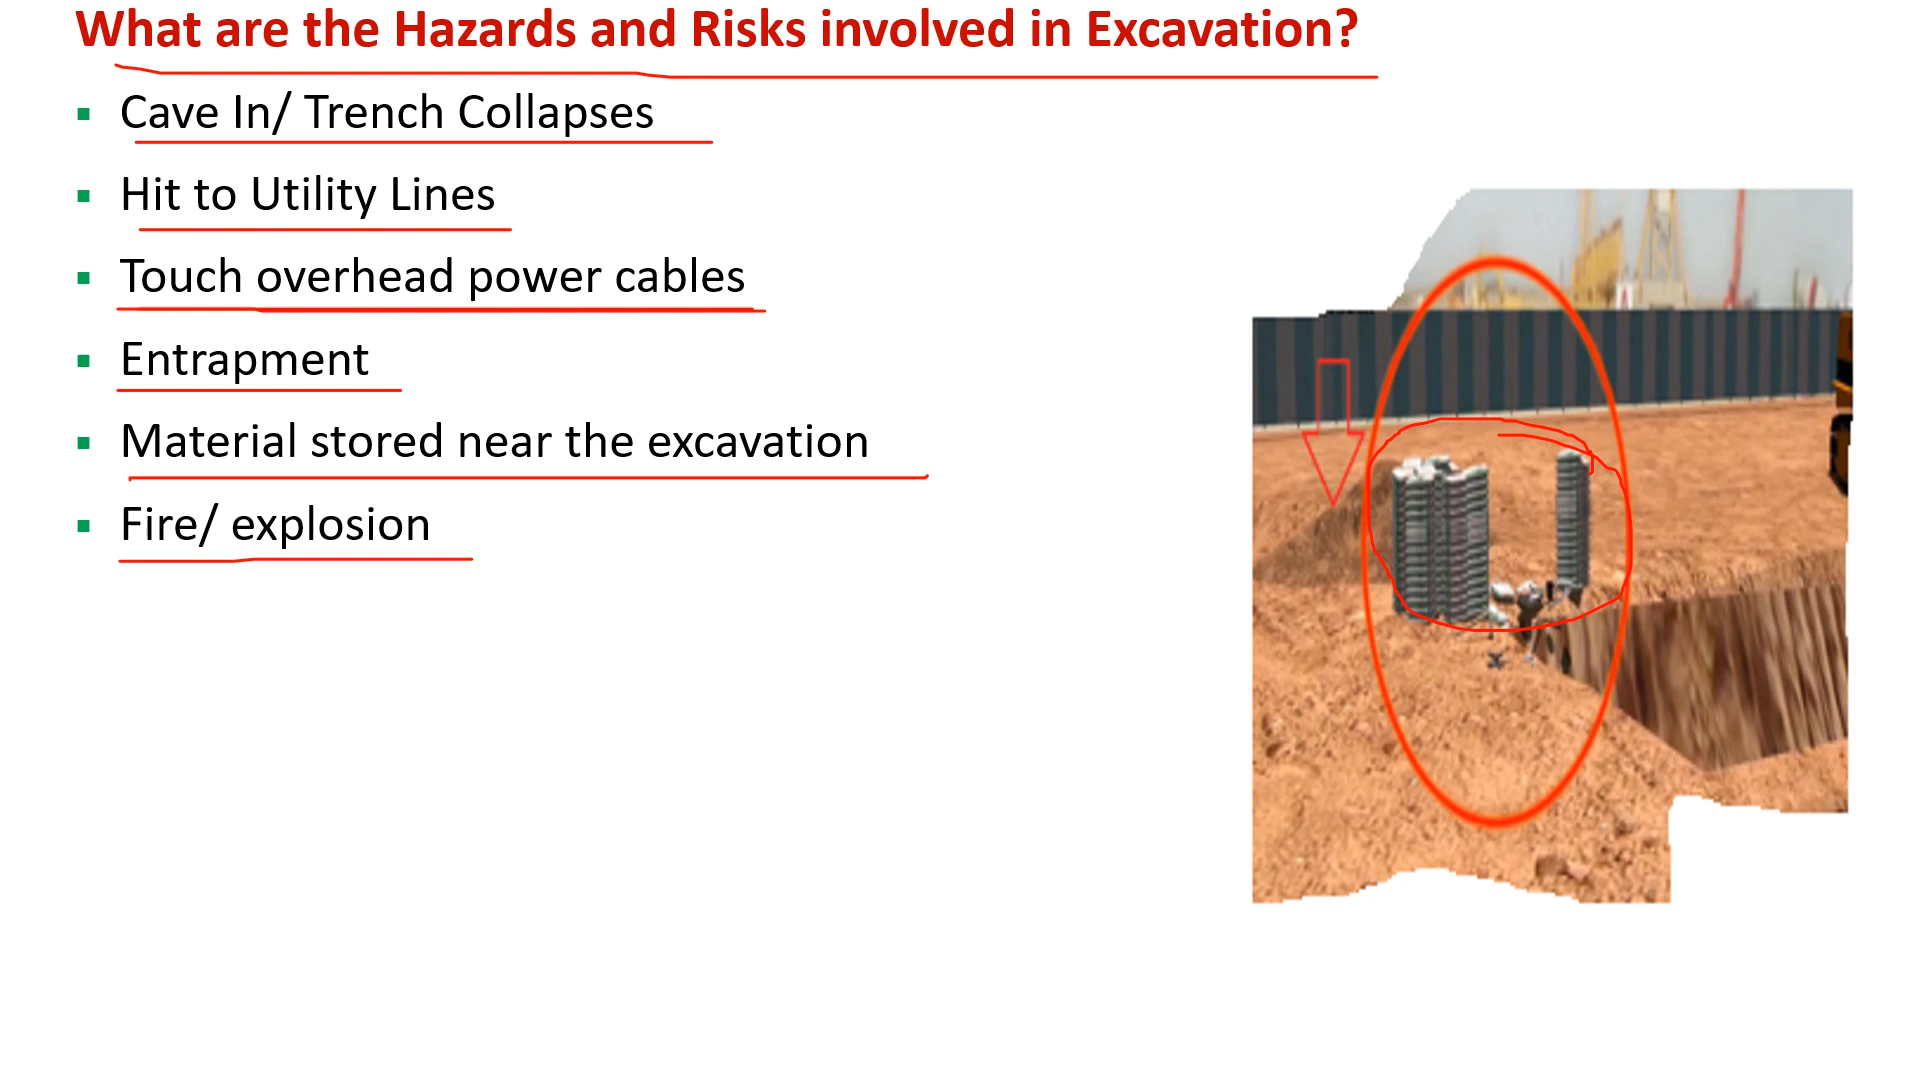 What are the Hazards and Risks involved in Excavation?
Cave In/ Trench Collapses
Hit to Utility Lines
Touch overhead power cables
Entrapment
Material stored near the excavation
Fire/ explosion